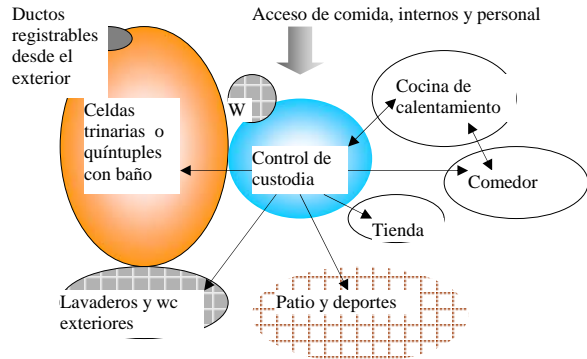 Ductos
registrables
desde el
exterior
Acceso de comida, internos y personal
Celdas
trinarias o
quíntuples
con baño
W
Control de
custodia
Cocina de
calentamiento
Comedor
Tienda
Lavaderos y wc
exteriores
Patio y deportes